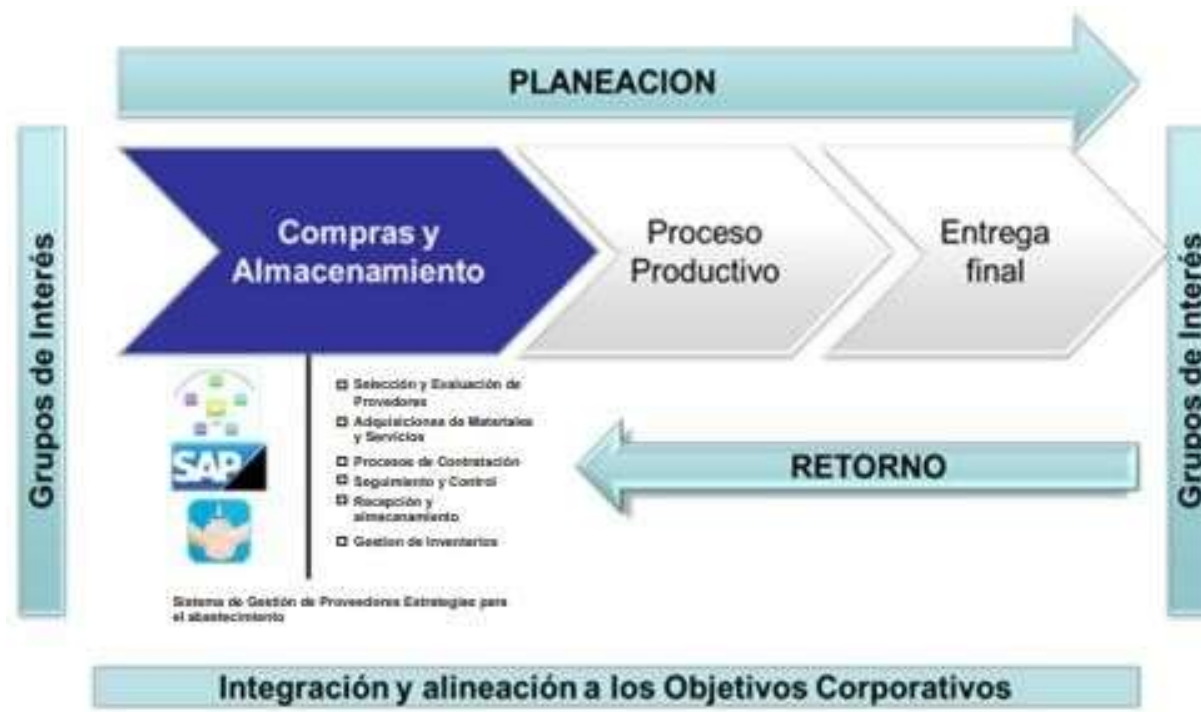 PLANEACION
Grupos de Interés
Compras y
Almacenamiento
Proceso
Productivo
Entrega
final
Grupos de Interés
SAP
Selección y Evaluación de
Provedores
Adquisiciones de Materiales
y Servicios
Procesos de Contratación
Seguimiento y Control
Recepción y
almacenamiento
Gestion de Inventarios
RETORNO
Sistema de Gestión de Proveedores Estrategias para
el abastecimiento
Integración y alineación a los Objetivos Corporativos